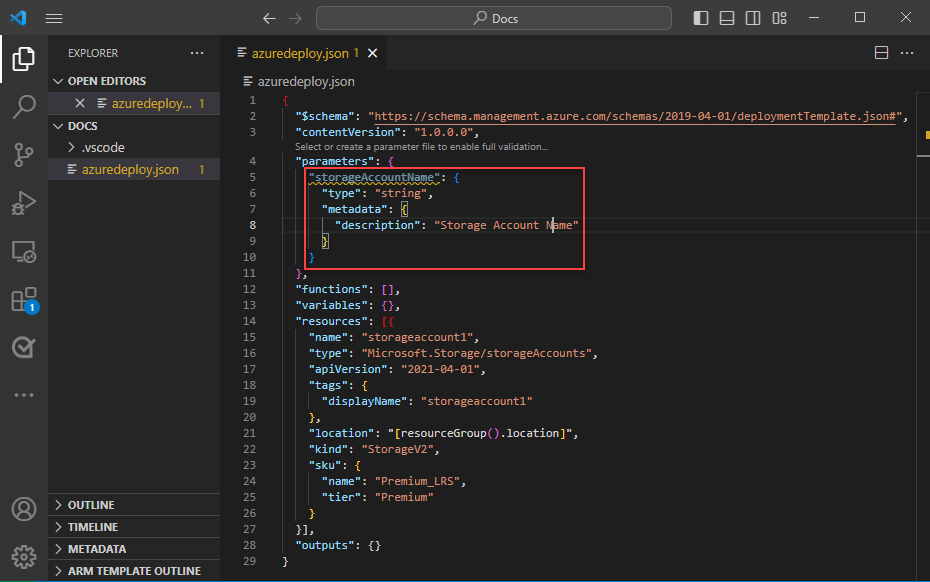 Docs
EXPLORER
OPEN EDITORS
azuredeploy... 1
DOCS
.vscode
azuredeploy.json 1
1
OUTLINE
TIMELINE
METADATA
ARM TEMPLATE OUTLINE
azuredeploy.json 1
azuredeploy.json
1 {
2 "$schema": "https://schema.management.azure.com/schemas/2019-04-01/deploymentTemplate.json#",
3 "contentVersion": "1.0.0.0",
Select or create a parameter file to enable full validation...
4 "parameters": {
5 "storageAccountName": {
6 "type": "string",
7 "metadata": {
8 "description": "Storage Account Name"
9 }
10 }
11 },
12 "functions": [],
13 "variables": {},
14 "resources": [{
15 "name": "storageaccount1",
16 "type": "Microsoft.Storage/storageAccounts",
17 "apiVersion": "2021-04-01",
18 "tags": {
19 "displayName": "storageaccount1"
20 },
21 "location": "[resourceGroup().location]",
22 "kind": "StorageV2",
23 "sku": {
24 "name": "Premium_LRS",
25 "tier": "Premium"
26 }
27 }],
28 "outputs": {}
29 }